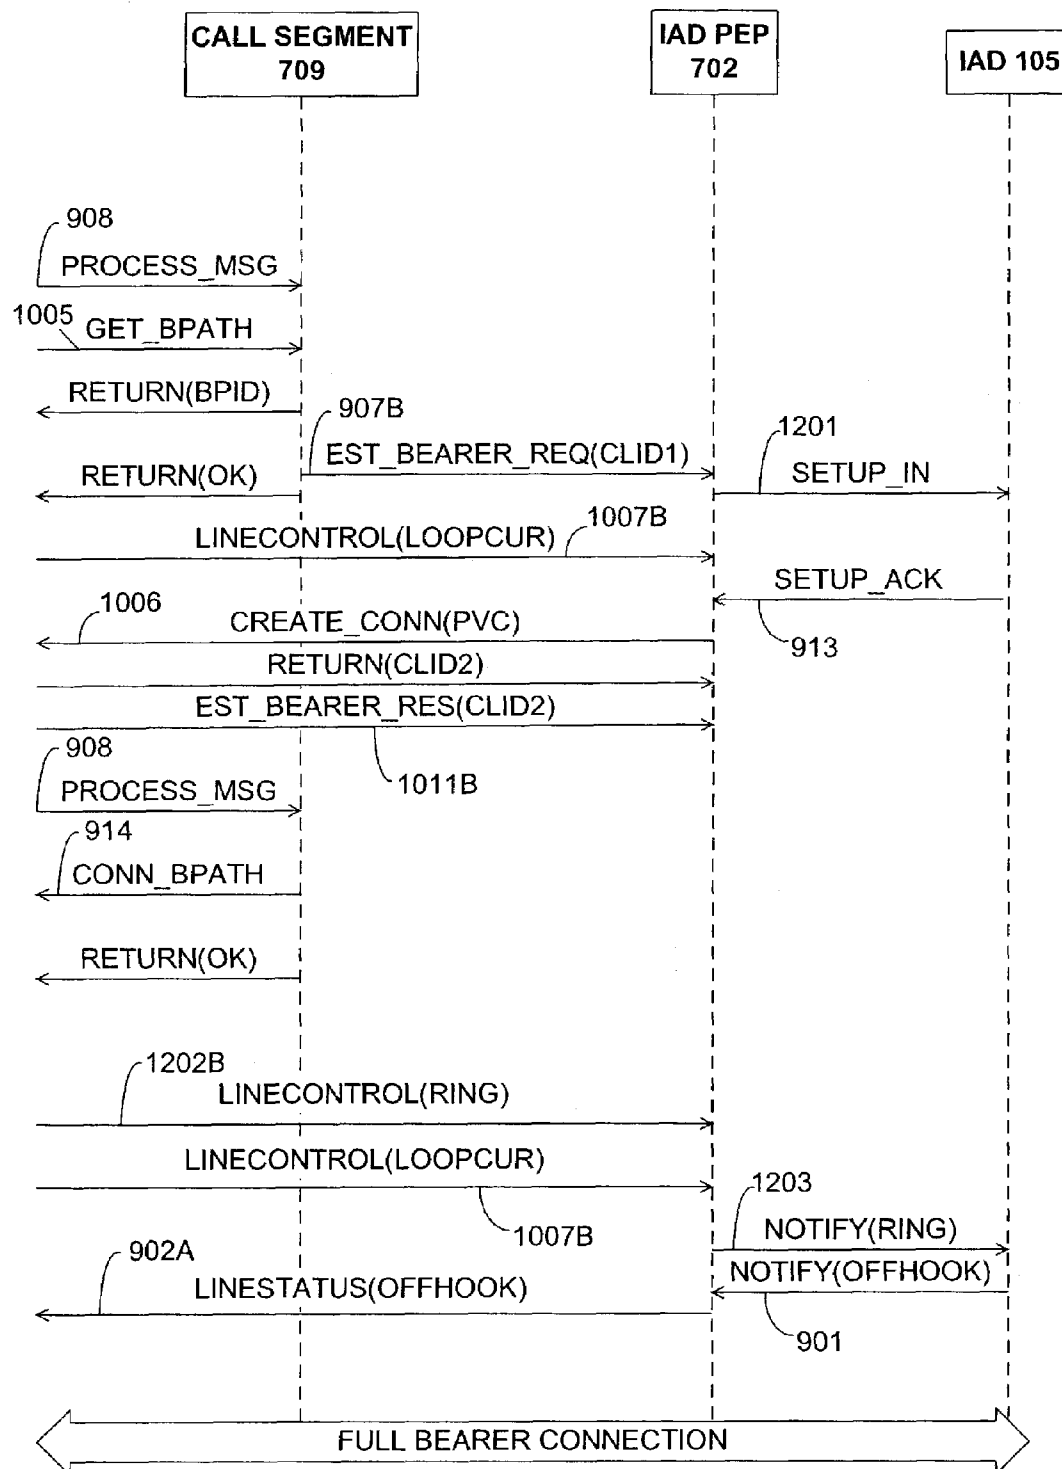 CALL SEGMENT
709
IAD PEP
702
IAD 105
908
PROCESS_MSG
1005
GET_BPATH
RETURN(BPID)
907B
EST_BEARER_REQ(CLID1)
1201
SETUP_IN
RETURN(OK)
1007B
LINECONTROL(LOOPCUR)
SETUP_ACK
913
1006
CREATE_CONN(PVC)
RETURN(CLID2)
EST_BEARER_RES(CLID2)
1011B
908
PROCESS_MSG
914
CONN_BPATH
RETURN(OK)
1202B
LINECONTROL(RING)
LINECONTROL(LOOPCUR)
1007B
1203
NOTIFY(RING)
902A
LINESTATUS(OFFHOOK)
NOTIFY(OFFHOOK)
901
FULL BEARER CONNECTION